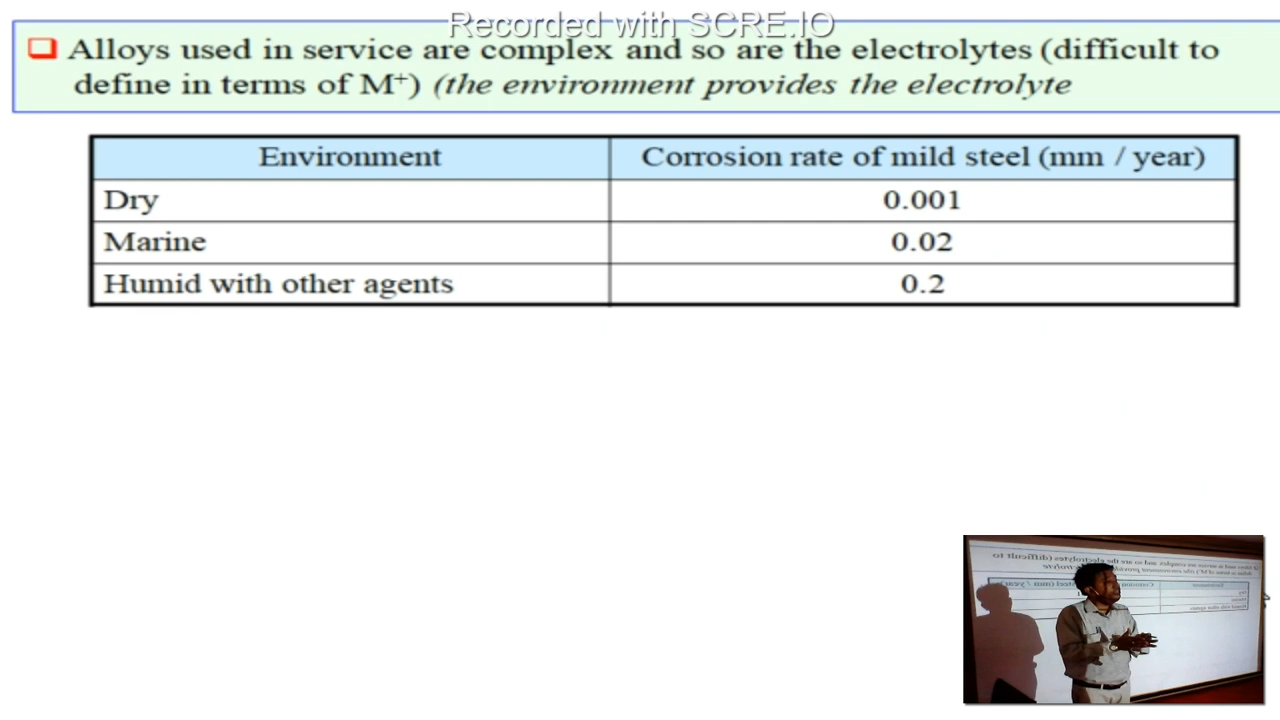 Recorded with SCRE.IO
Alloys used in service are complex and so are the electrolytes (difficult to
define in terms of M⁺) (the environment provides the electrolyte
Environment Corrosion rate of mild steel (mm / year)
Dry 0.001
Marine 0.02
Humid with other agents 0.2